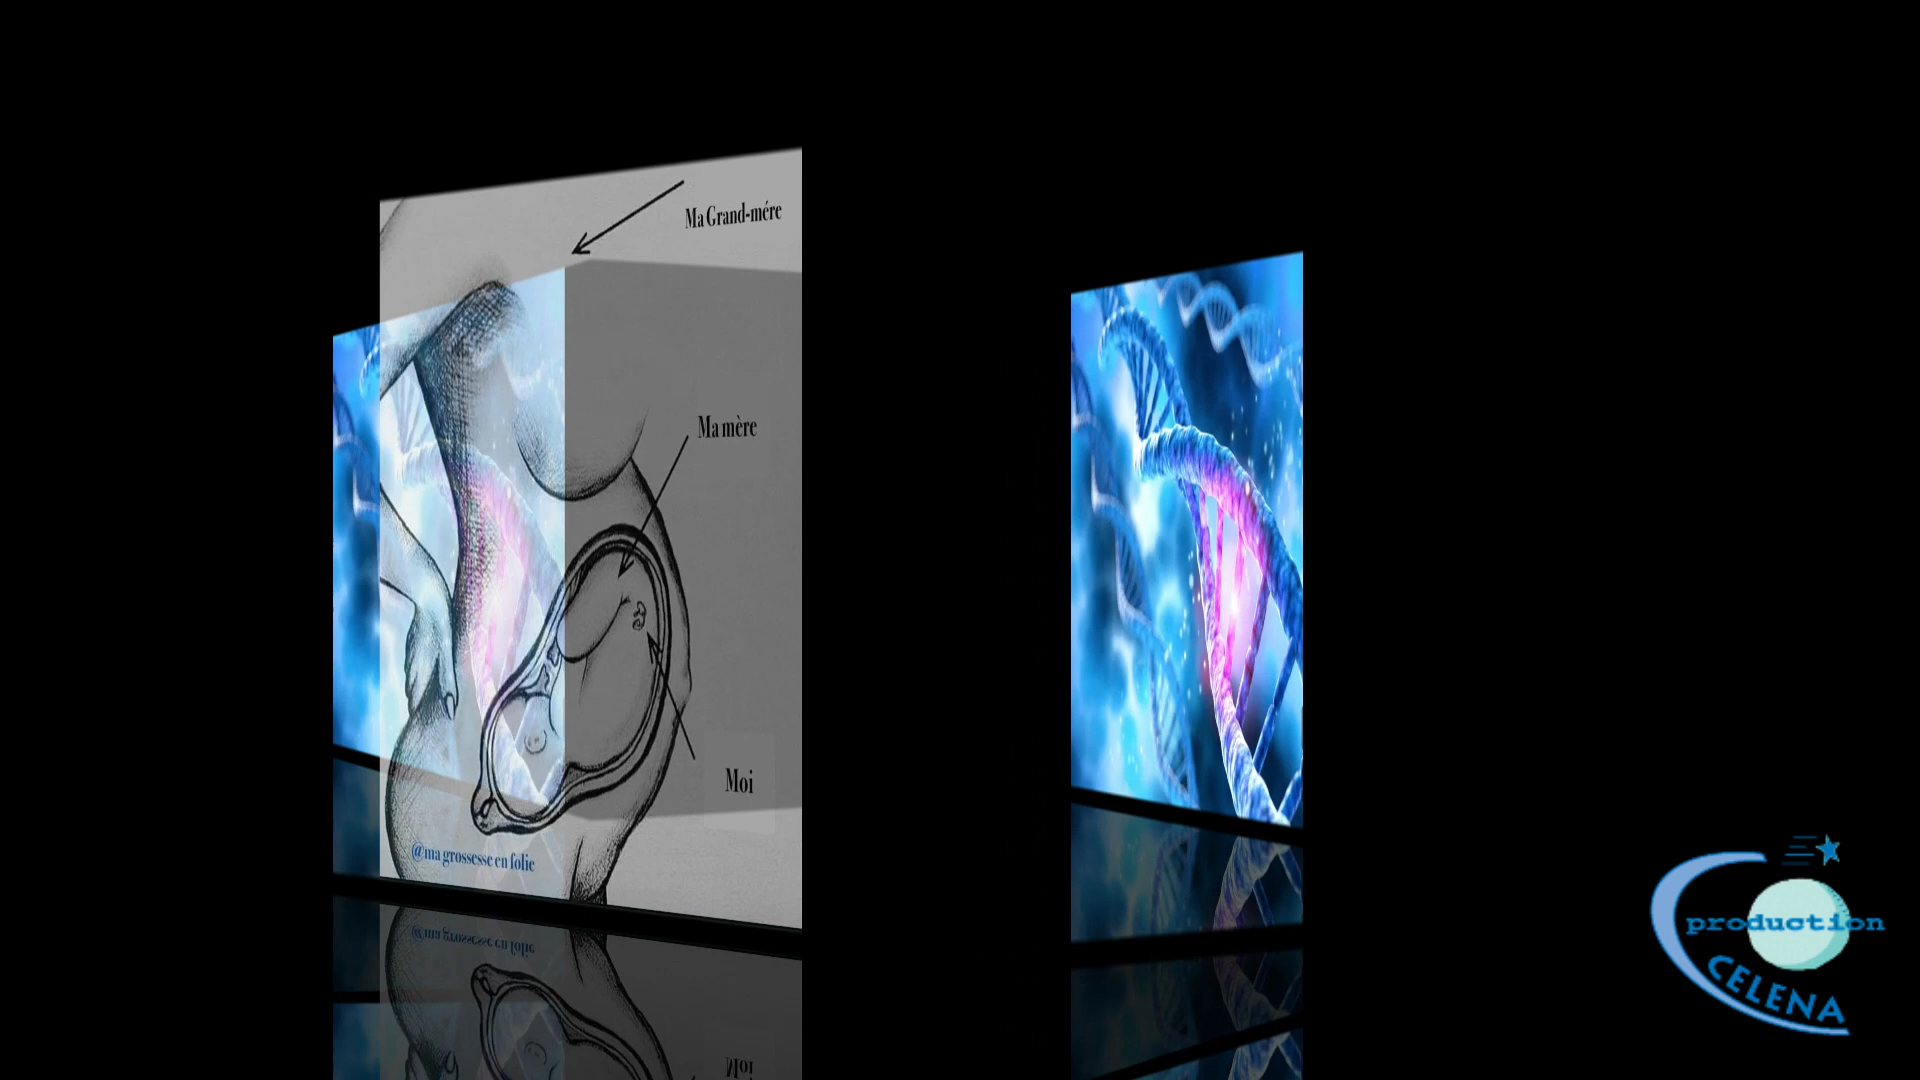 Ma Grand-mére
Ma mère
Moi
@ma grossesse en folie
production
CELENA